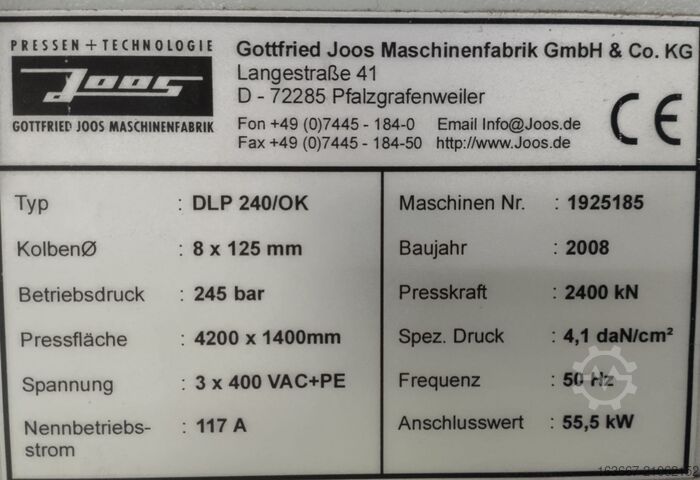 PRESSEN + TECHNOLOGIE
Joos
GOTTFRIED JOOS MASCHINENFABRIK
Gottfried Joos Maschinenfabrik GmbH & Co. KG
Langestraße 41
D - 72285 Pfalzgrafenweiler
Fon +49 (0)7445 - 184-0 Email Info@Joos.de
Fax +49 (0)7445 - 184-50 http://www.Joos.de
CE
Typ : DLP 240/OK
KolbenØ : 8 x 125 mm
Betriebsdruck : 245 bar
Pressfläche : 4200 x 1400mm
Spannung : 3 x 400 VAC+PE
Nennbetriebs- : 117 A
strom
Maschinen Nr. : 1925185
Baujahr : 2008
Presskraft : 2400 kN
Spez. Druck : 4,1 daN/cm²
Frequenz : 50 Hz
Anschlusswert : 55,5 kW